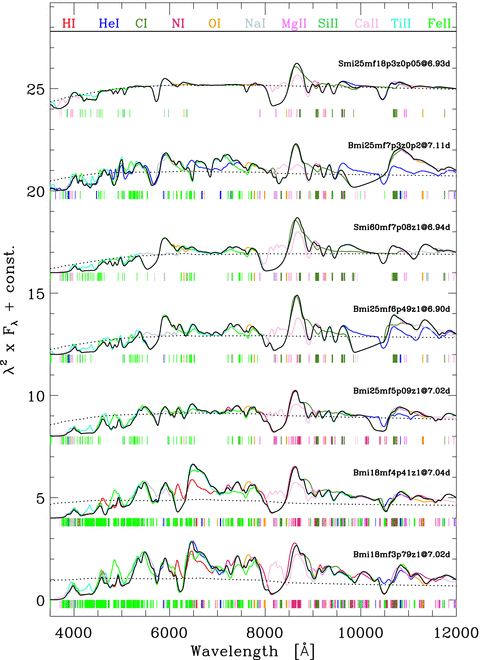 HI HeI CI NI OI NaI MgII SiII CaII TiII FeII
Smi25mf18p3z0p05@6.93d
25
Bmi25mf7p3z0p2@7.11d
20
Smi60mf7p08z1@6.94d
15
Bmi25mf6p49z1@6.90d
10
Bmi25mf5p09z1@7.02d
Bmi18mf4p41z1@7.04d
5
Bmi18mf3p79z1@7.02d
0
4000 6000 8000 10000 12000
Wavelength [Å]
λ² x Fλ + const.